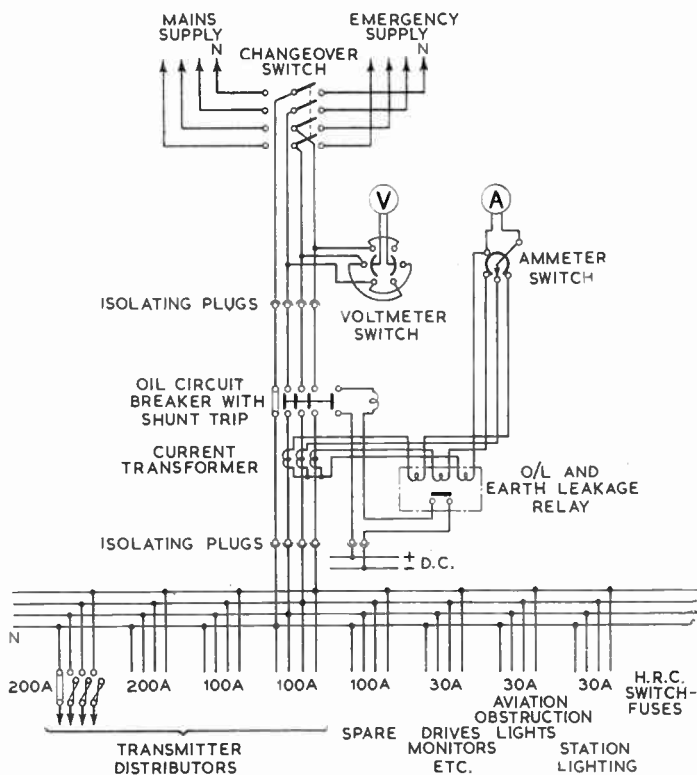 MAINS
SUPPLY
N
CHANGEOVER
SWITCH
EMERGENCY
SUPPLY
N
V
A
AMMETER
SWITCH
ISOLATING PLUGS
VOLTMETER
SWITCH
OIL CIRCUIT
BREAKER WITH
SHUNT TRIP
CURRENT
TRANSFORMER
O/L AND
EARTH LEAKAGE
RELAY
ISOLATING PLUGS
+
- D.C.
N
200A
200A
100A
100A
100A
30A
30A
30A
H.R.C.
SWITCH-
FUSES
TRANSMITTER
DISTRIBUTORS
SPARE
DRIVES
MONITORS
ETC.
AVIATION
OBSTRUCTION
LIGHTS
STATION
LIGHTING